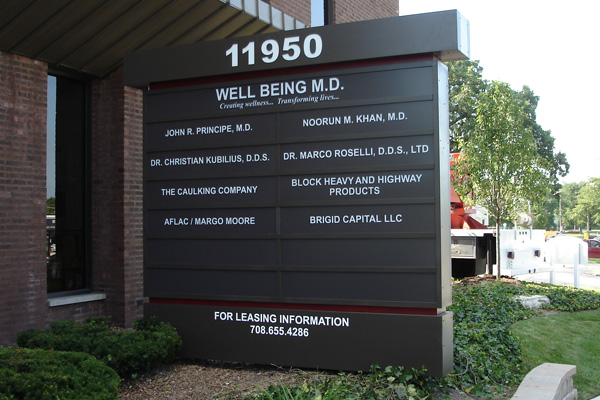 11950
WELL BEING M.D.
Creating wellness... Transforming lives...
JOHN R. PRINCIPE, M.D.
NOORUN M. KHAN, M.D.
DR. CHRISTIAN KUBILIUS, D.D.S.
DR. MARCO ROSELLI, D.D.S., LTD
THE CAULKING COMPANY
BLOCK HEAVY AND HIGHWAY
PRODUCTS
AFLAC / MARGO MOORE
BRIGID CAPITAL LLC
FOR LEASING INFORMATION
708.655.4286